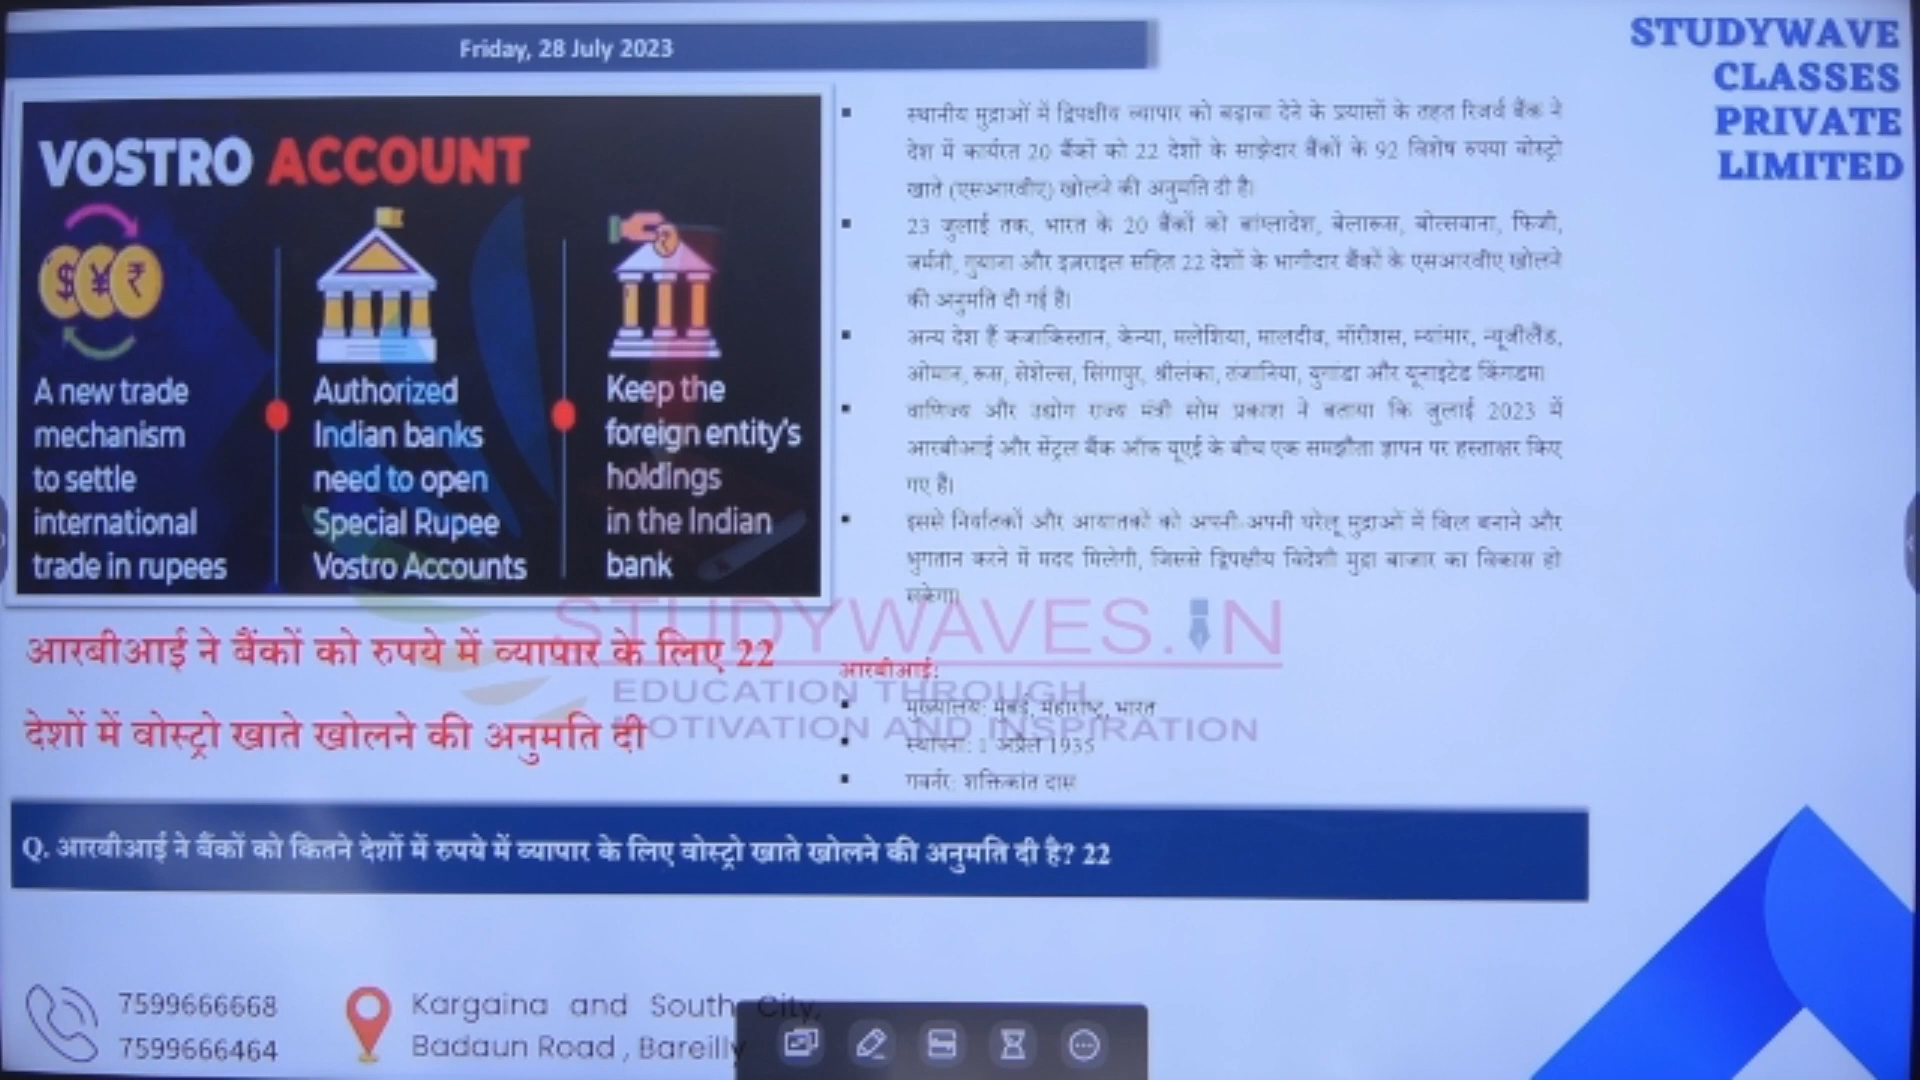 Friday, 28 July 2023
STUDYWAVE
CLASSES
PRIVATE
LIMITED
VOSTRO ACCOUNT
A new trade
mechanism
to settle
international
trade in rupees
Authorized
Indian banks
need to open
Special Rupee
Vostro Accounts
Keep the
foreign entity's
holdings
in the Indian
bank
आरबीआई ने बैंकों को रुपये में व्यापार के लिए 22
देशों में वोस्ट्रो खाते खोलने की अनुमति दी
स्थानीय मुद्राओं में द्विपक्षीय व्यापार को बढ़ावा देने के प्रयासों के तहत रिजर्व बैंक ने
देश में कार्यरत 20 बैंकों को 22 देशों के साझेदार बैंकों के 92 विशेष रुपया वोस्ट्रो
खाते (एसआरवीए) खोलने की अनुमति दी है।
23 जुलाई तक, भारत के 20 बैंकों को बांग्लादेश, बेलारूस, बोत्सवाना, फिजी,
जर्मनी, गुयाना और इज़राइल सहित 22 देशों के भागीदार बैंकों के एसआरवीए खोलने
की अनुमति दी गई है।
अन्य देश हैं कजाकिस्तान, केन्या, मलेशिया, मालदीव, मॉरीशस, म्यांमार, न्यूजीलैंड,
ओमान, रूस, सेशेल्स, सिंगापुर, श्रीलंका, तंजानिया, युगांडा और यूनाइटेड किंगडम।
वाणिज्य और उद्योग राज्य मंत्री सोम प्रकाश ने बताया कि जुलाई 2023 में
आरबीआई और सेंट्रल बैंक ऑफ यूएई के बीच एक समझौता ज्ञापन पर हस्ताक्षर किए
गए हैं।
इससे निर्यातकों और आयातकों को अपनी-अपनी घरेलू मुद्राओं में बिल बनाने और
भुगतान करने में मदद मिलेगी, जिससे द्विपक्षीय विदेशी मुद्रा बाजार का विकास हो
सकेगा।
STUDYWAVES.IN
EDUCATION THROUGH
MOTIVATION AND INSPIRATION
आरबीआई:
मुख्यालय: मुंबई, महाराष्ट्र, भारत
स्थापना: 1 अप्रैल 1935
गवर्नर: शक्तिकांत दास
Q. आरबीआई ने बैंकों को कितने देशों में रुपये में व्यापार के लिए वोस्ट्रो खाते खोलने की अनुमति दी है? 22
7599666668
7599666464
Kargaina and South City,
Badaun Road , Bareilly